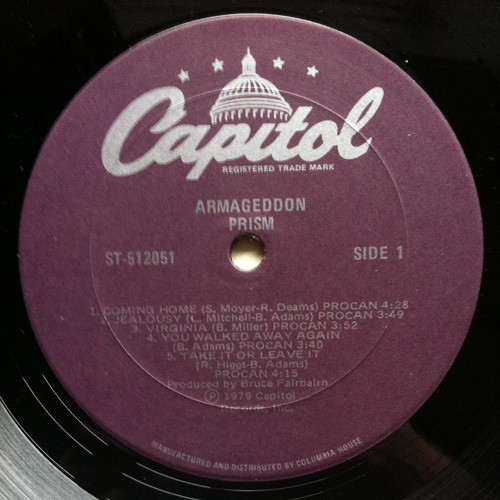 Capitol
REGISTERED TRADE MARK
ARMAGEDDON
PRISM
ST-512051
SIDE 1
1. COMING HOME (S. Moyer-R. Deams) PROCAN 4:28
2. JEALOUSY (L. Mitchell-B. Adams) PROCAN 3:49
3. VIRGINIA (B. Miller) PROCAN 3:52
4. YOU WALKED AWAY AGAIN
(B. Adams) PROCAN 3:40
5. TAKE IT OR LEAVE IT
(R. Higgs-B. Adams)
PROCAN 4:15
Produced by Bruce Fairbairn
Ⓟ 1979 Capitol
Records, Inc.
MANUFACTURED AND DISTRIBUTED BY COLUMBIA HOUSE